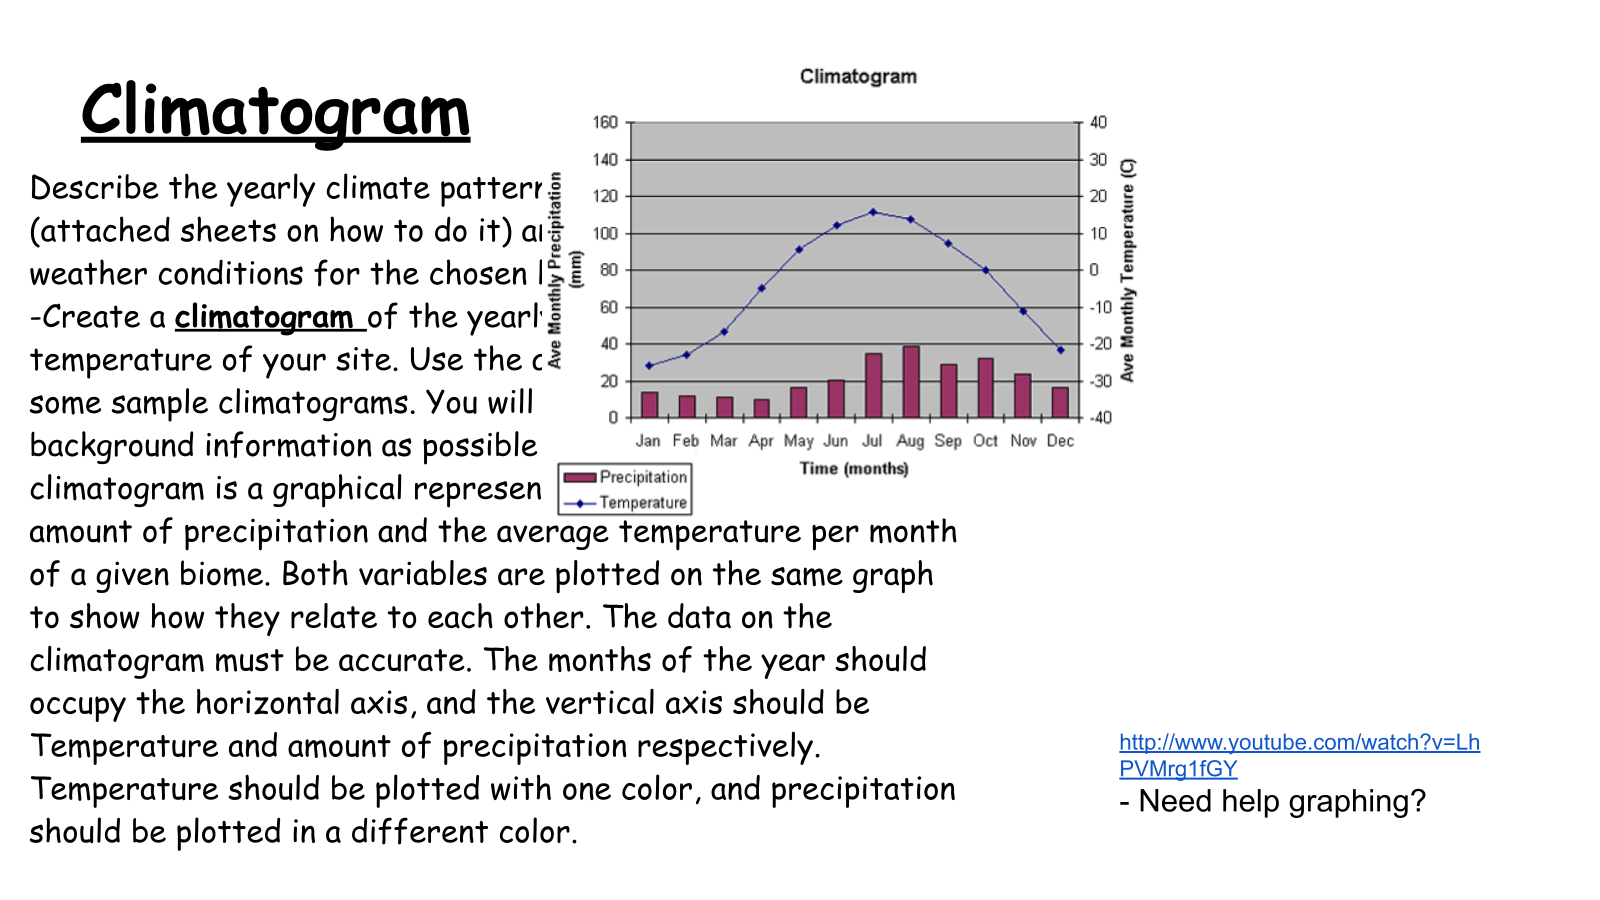 Climatogram
Describe the yearly climate pattern
(attached sheets on how to do it)
weather conditions for the chosen
-Create a climatogram of the yearly
temperature of your site. Use the
some sample climatograms. You will
background information as possible
climatogram is a graphical
amount of precipitation and the average temperature per month
of a given biome. Both variables are plotted on the same graph
to show how they relate to each other. The data on the
climatogram must be accurate. The months of the year should
occupy the horizontal axis, and the vertical axis should be
Temperature and amount of precipitation respectively.
Temperature should be plotted with one color, and precipitation
should be plotted in a different color.
Climatogram
160
140
120
100
80
60
40
20
0
40
30
20
10
0
-10
-20
-30
-40
Ave Monthly Precipitation
(mm)
Ave Monthly Temperature (C)
Jan Feb Mar Apr May Jun Jul Aug Sep Oct Nov Dec
Time (months)
Precipitation
Temperature
http://www.youtube.com/watch?v=Lh
PVMrg1fGY
- Need help graphing?